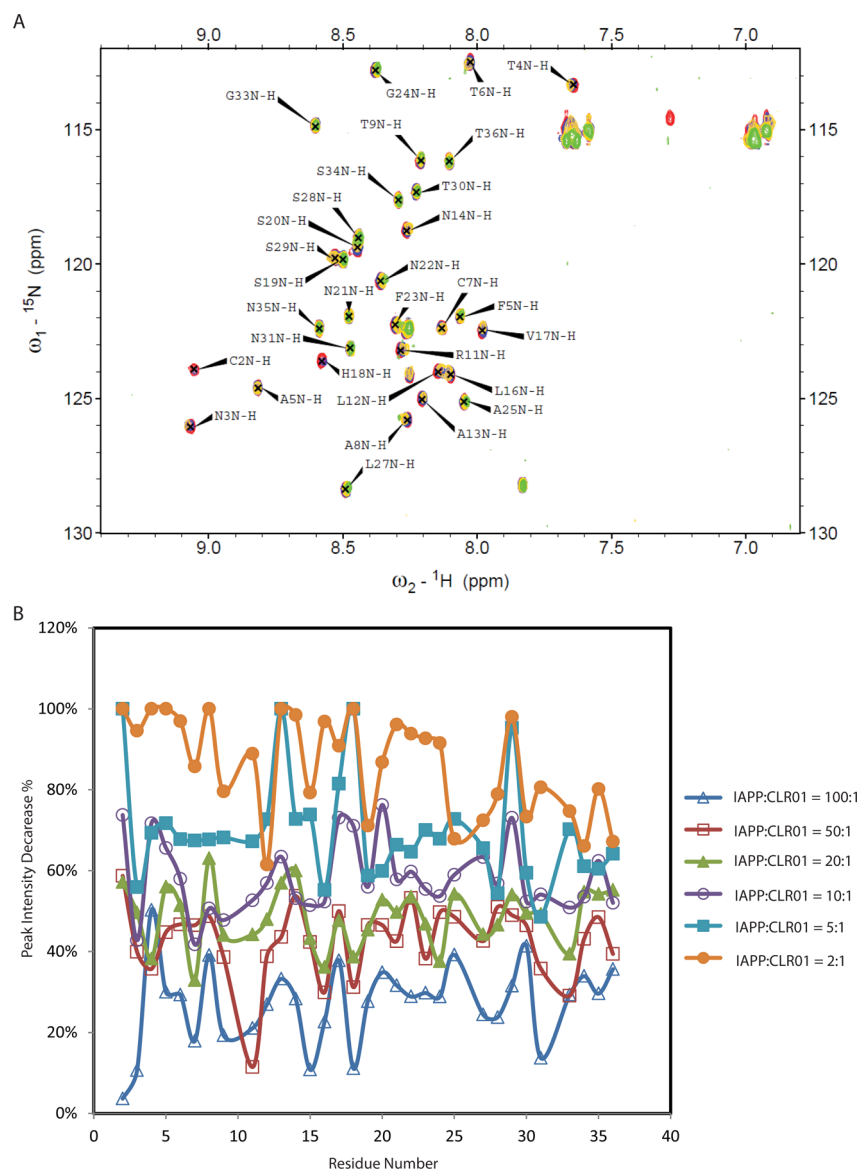 A
9.0 8.5 8.0 7.5 7.0
G24N-H
T6N-H
T4N-H
G33N-H
T9N-H
T36N-H
S34N-H
T30N-H
S28N-H
S20N-H
N14N-H
S29N-H
S19N-H
N22N-H
N21N-H
C7N-H
N35N-H
F23N-H
F5N-H
N31N-H
V17N-H
R11N-H
C2N-H
H18N-H
L16N-H
L12N-H
A5N-H
A25N-H
N3N-H
A13N-H
A8N-H
L27N-H
115 115
120 120
125 125
130 130
9.0 8.5 8.0 7.5 7.0
ω1 - 15N (ppm)
ω2 - 1H (ppm)
B
120%
100%
80%
60%
40%
20%
0%
0 5 10 15 20 25 30 35 40
Peak Intensity Decarease %
Residue Number
IAPP:CLR01 = 100:1
IAPP:CLR01 = 50:1
IAPP:CLR01 = 20:1
IAPP:CLR01 = 10:1
IAPP:CLR01 = 5:1
IAPP:CLR01 = 2:1